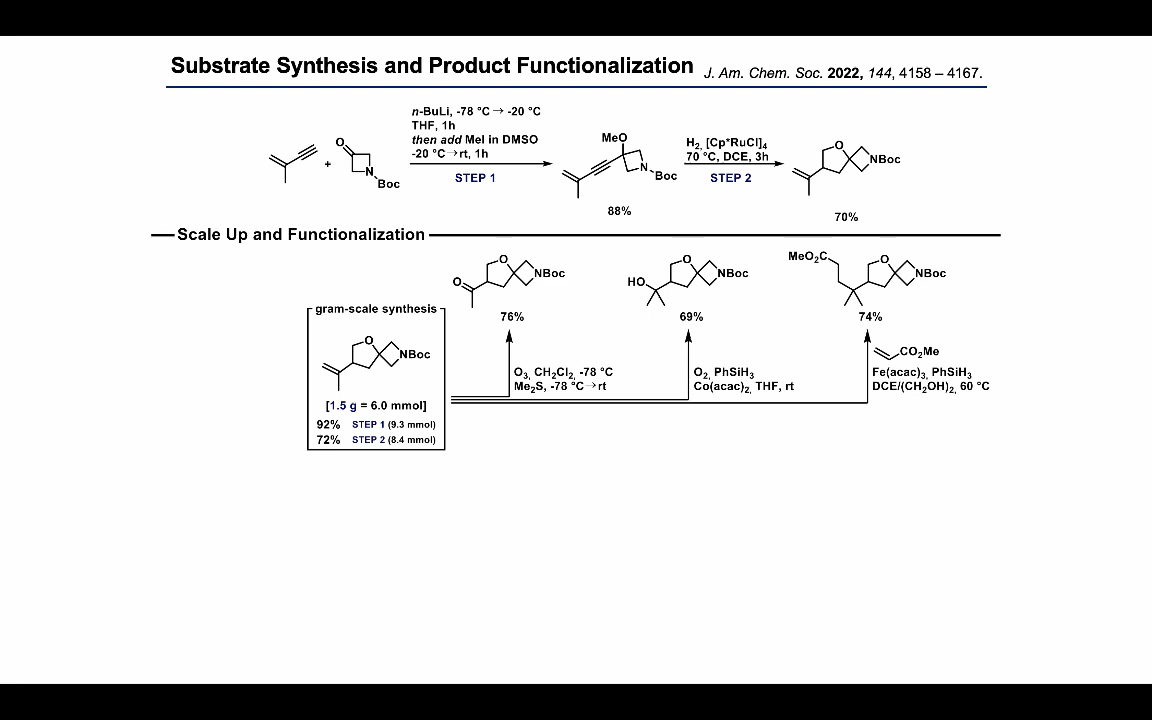 Substrate Synthesis and Product Functionalization J. Am. Chem. Soc. 2022, 144, 4158 – 4167.
n-BuLi, -78 °C → -20 °C
THF, 1h
then add MeI in DMSO
-20 °C→rt, 1h
STEP 1
+
O
N
Boc
MeO
N
Boc
88%
H2, [Cp*RuCl]4
70 °C, DCE, 3h
STEP 2
O
NBoc
70%
Scale Up and Functionalization
gram-scale synthesis
O
NBoc
[1.5 g = 6.0 mmol]
92% STEP 1 (9.3 mmol)
72% STEP 2 (8.4 mmol)
O
O
NBoc
76%
O3, CH2Cl2, -78 °C
Me2S, -78 °C→rt
HO
O
NBoc
69%
O2, PhSiH3
Co(acac)2, THF, rt
MeO2C
O
NBoc
74%
CO2Me
Fe(acac)3, PhSiH3
DCE/(CH2OH)2, 60 °C